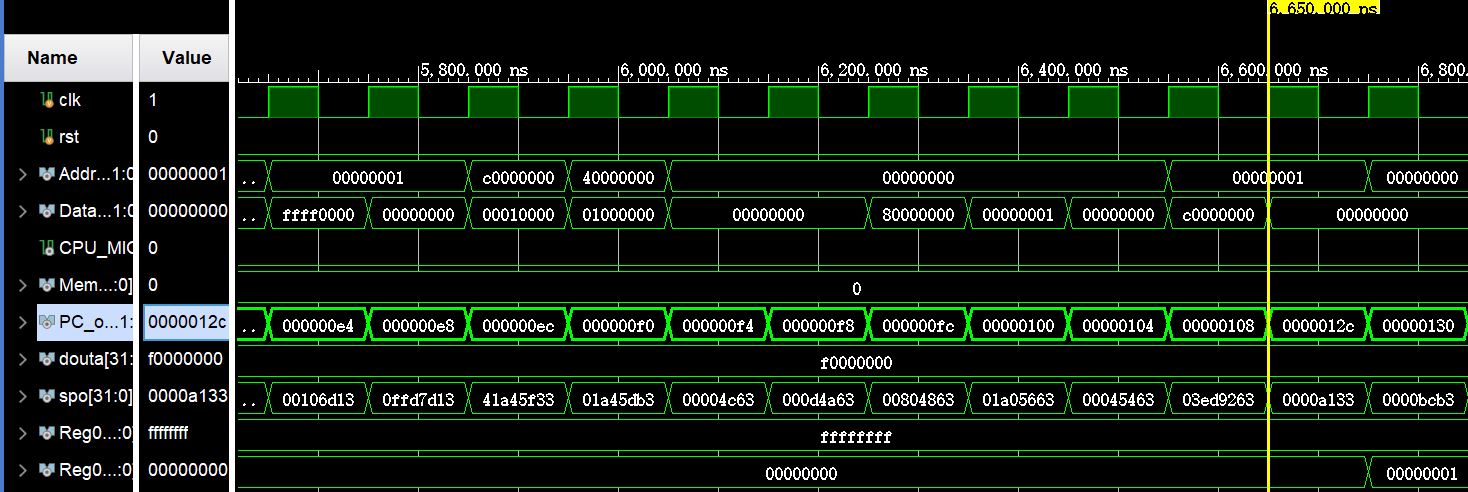 6,650.000 ns
Name Value 5,800.000 ns 6,000.000 ns 6,200.000 ns 6,400.000 ns 6,600.000 ns 6,800.
clk 1
rst 0
Addr...1:0 00000001 .. 00000001 c0000000 40000000 00000000 00000001 00000000
Data...1:0 00000000 .. ffff0000 00000000 00010000 01000000 00000000 80000000 00000001 00000000 c0000000 00000000
CPU_MIO 0
Mem...:0] 0 0
PC_o...1: 0000012c .. 000000e4 000000e8 000000ec 000000f0 000000f4 000000f8 000000fc 00000100 00000104 00000108 0000012c 00000130
douta[31: f0000000 f0000000
spo[31:0] 0000a133 .. 00106d13 0ffd7d13 41a45f33 01a45db3 00004c63 000d4a63 00804863 01a05663 00045463 03ed9263 0000a133 0000bcb3
Reg0...:0] ffffffff ffffffff
Reg0...:0] 00000000 00000000 00000001